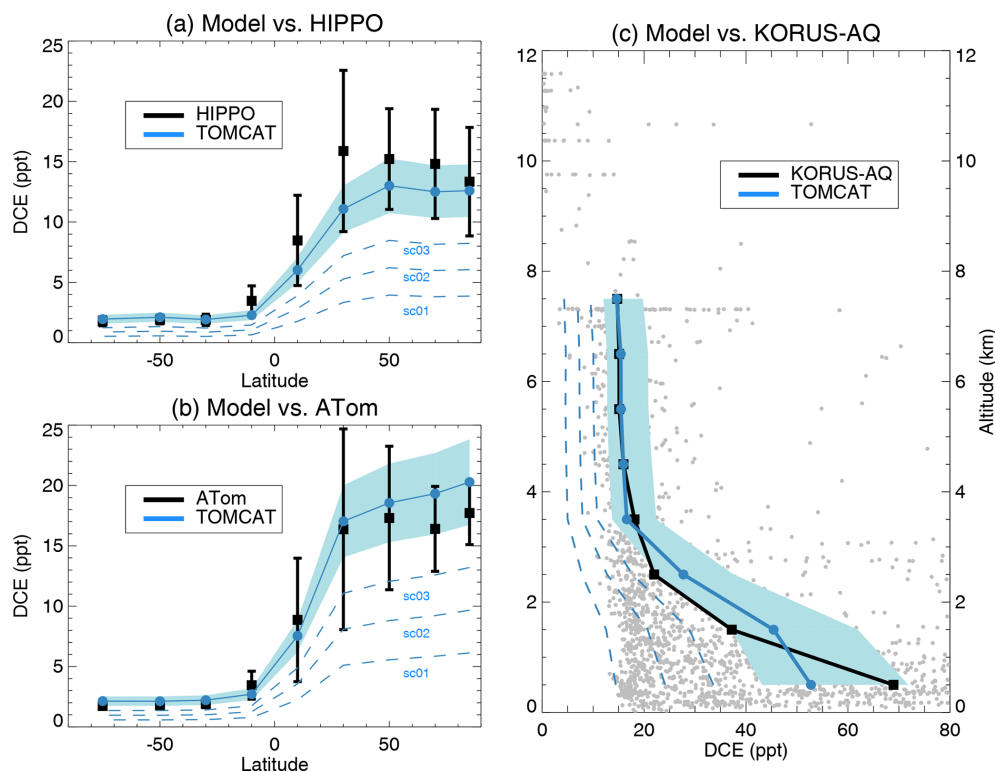 (a) Model vs. HIPPO
25
20
15
10
5
0
DCE (ppt)
HIPPO
TOMCAT
sc03
sc02
sc01
-50
0
50
Latitude
(b) Model vs. ATom
25
20
15
10
5
0
DCE (ppt)
ATom
TOMCAT
sc03
sc02
sc01
-50
0
50
Latitude
(c) Model vs. KORUS-AQ
12
10
8
6
4
2
0
KORUS-AQ
TOMCAT
12
10
8
6
4
2
0
Altitude (km)
0
20
40
60
80
DCE (ppt)